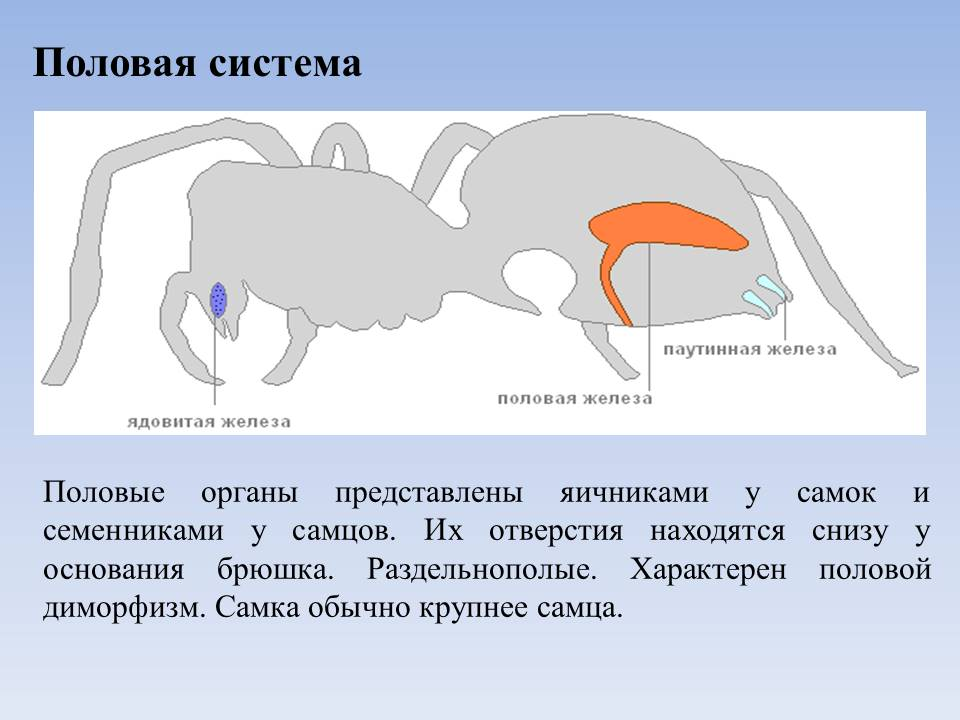 Половая система
паутинная железа
половая железа
ядовитая железа
Половые органы представлены яичниками у самок и
семенниками у самцов. Их отверстия находятся снизу у
основания брюшка. Раздельнополые. Характерен половой
диморфизм. Самка обычно крупнее самца.